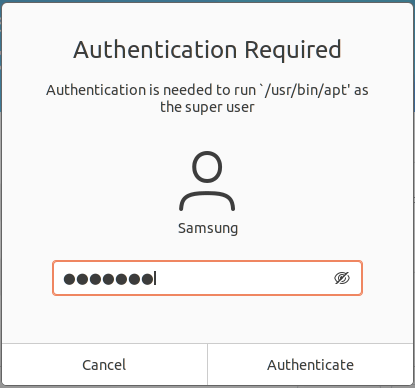 Authentication Required
Authentication is needed to run `/usr/bin/apt' as
the super user
Samsung
●●●●●●●
Cancel
Authenticate